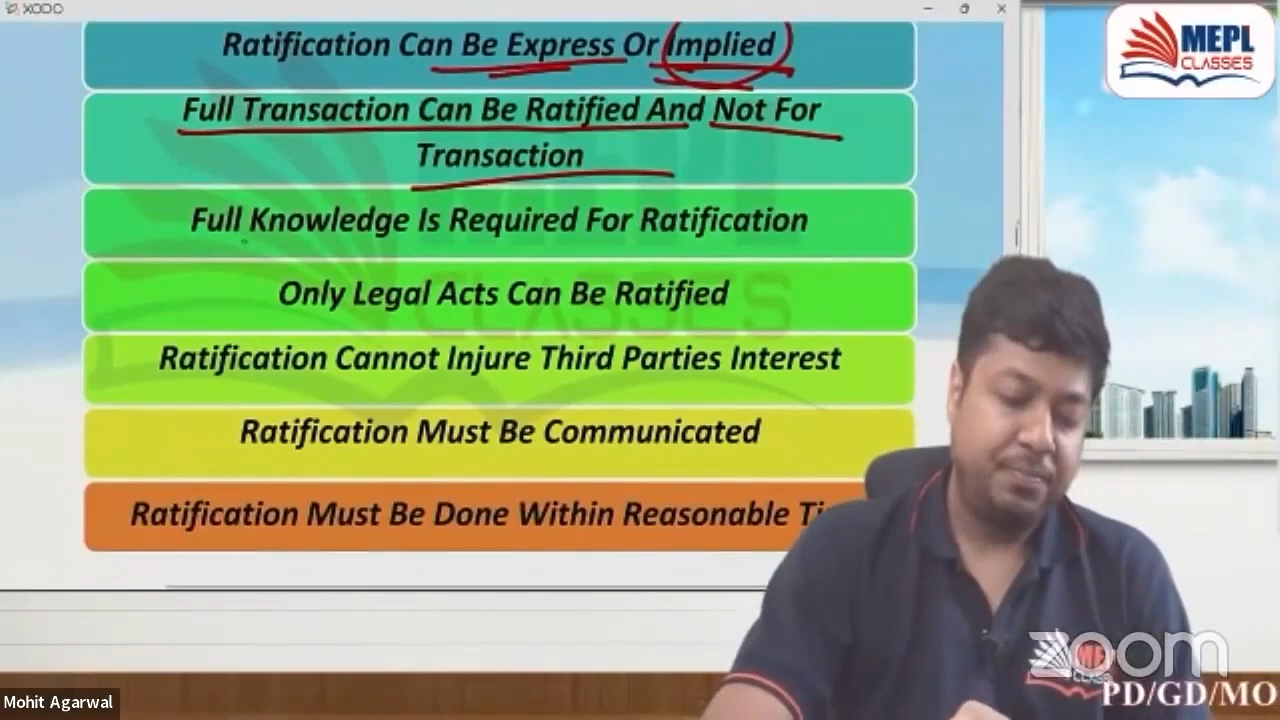 XODO
MEPL
CLASSES
Ratification Can Be Express Or Implied
Full Transaction Can Be Ratified And Not For
Transaction
Full Knowledge Is Required For Ratification
Only Legal Acts Can Be Ratified
Ratification Cannot Injure Third Parties Interest
Ratification Must Be Communicated
Ratification Must Be Done Within Reasonable
CLASSES
zoom
PD/GD/MO
Mohit Agarwal